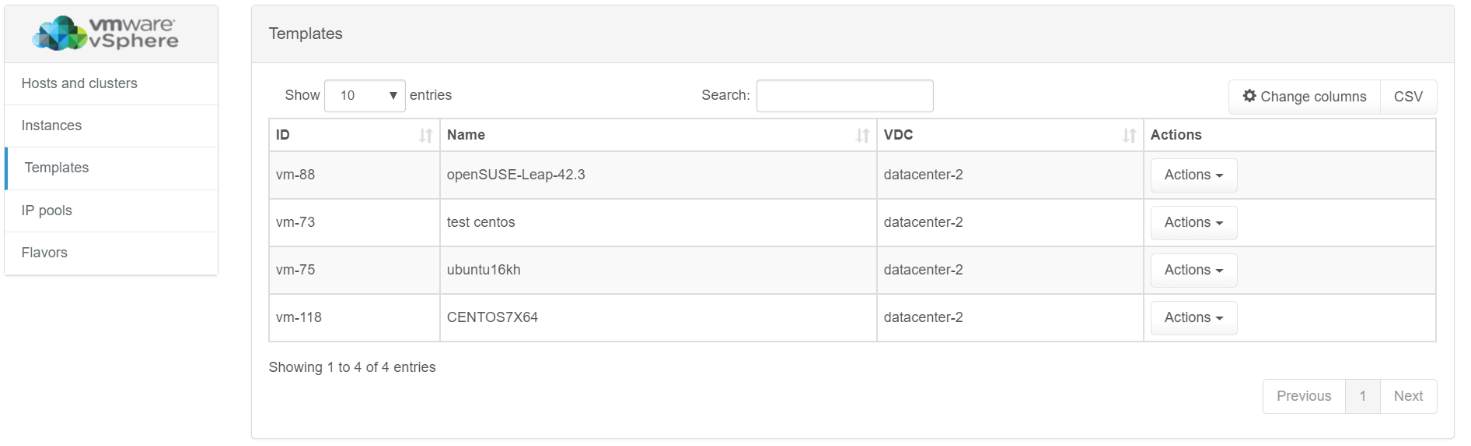 vmware
vSphere
Hosts and clusters
Instances
Templates
IP pools
Flavors
Templates
Show 10 entries Search: Change columns CSV
ID Name VDC Actions
vm-88 openSUSE-Leap-42.3 datacenter-2 Actions
vm-73 test centos datacenter-2 Actions
vm-75 ubuntu16kh datacenter-2 Actions
vm-118 CENTOS7X64 datacenter-2 Actions
Showing 1 to 4 of 4 entries
Previous 1 Next